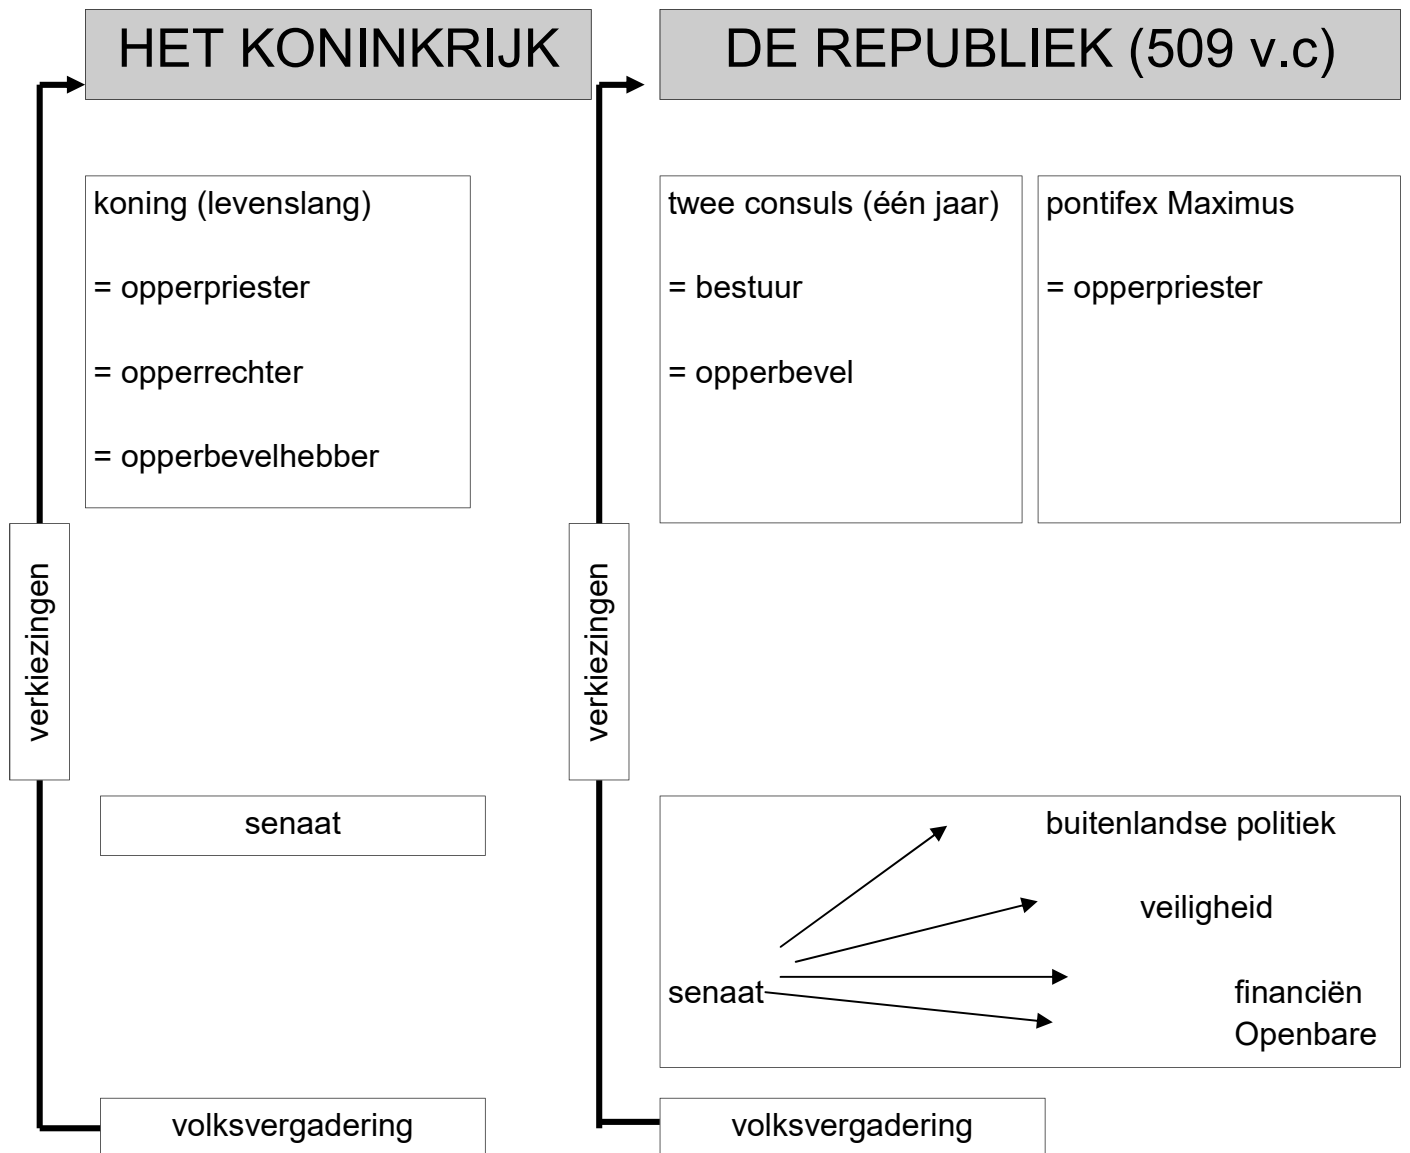 HET KONINKRIJK
DE REPUBLIEK (509 v.c)
koning (levenslang)
= opperpriester
= opperrechter
= opperbevelhebber
twee consuls (één jaar)
= bestuur
= opperbevel
pontifex Maximus
= opperpriester
verkiezingen
verkiezingen
senaat
buitenlandse politiek
veiligheid
senaat
financiën
Openbare
volksvergadering
volksvergadering